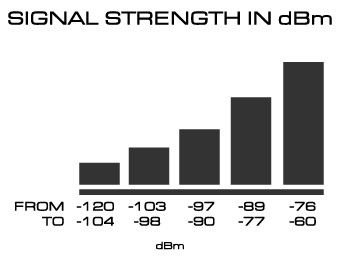 SIGNAL STRENGTH IN dBm
FROM -120 -103 -97 -89 -76
TO -104 -98 -90 -77 -60
dBm